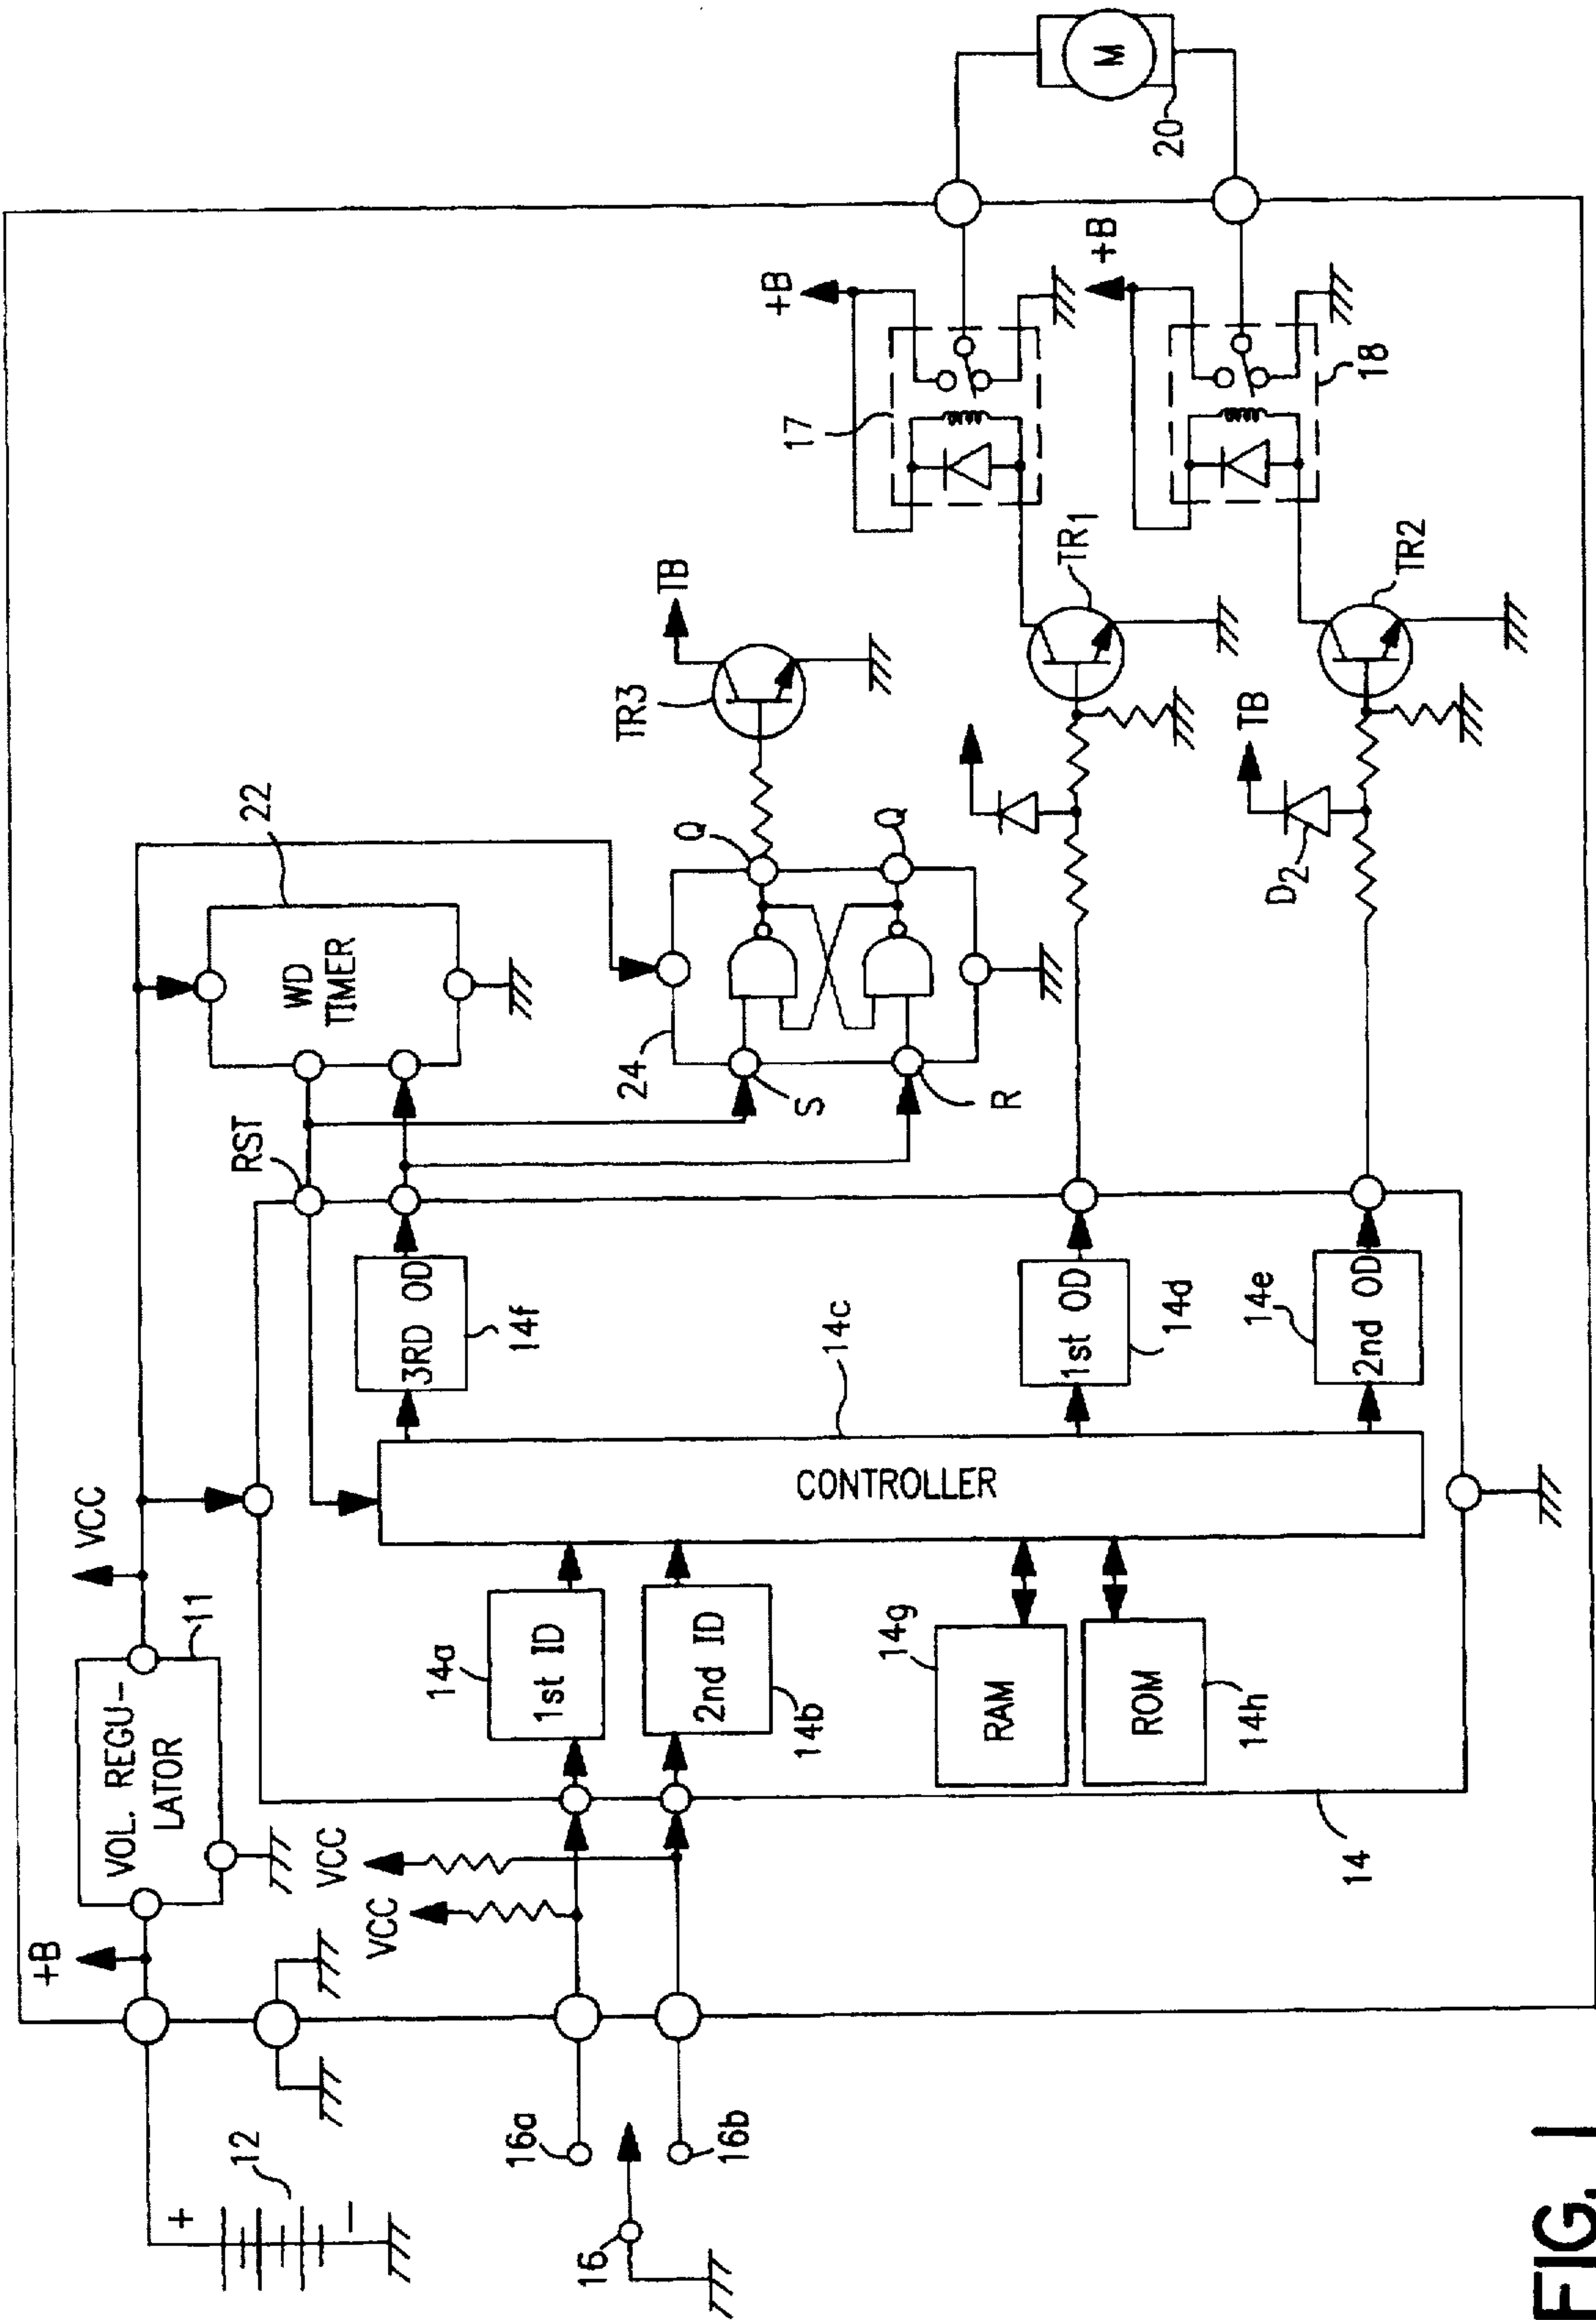 +B
VOL. REGU-
LATOR
11
VCC
12
+
−
16
16a
16b
VCC
VCC
14a
1st ID
2nd ID
14b
14g
RAM
ROM
14h
14
CONTROLLER
14c
3RD OD
14f
1st OD
14d
14e
2nd OD
RST
WD
TIMER
22
24
S
R
Q
Q
TR3
TB
TB
D2
TR1
TR2
17
+B
+B
18
M
20
FIG. 1